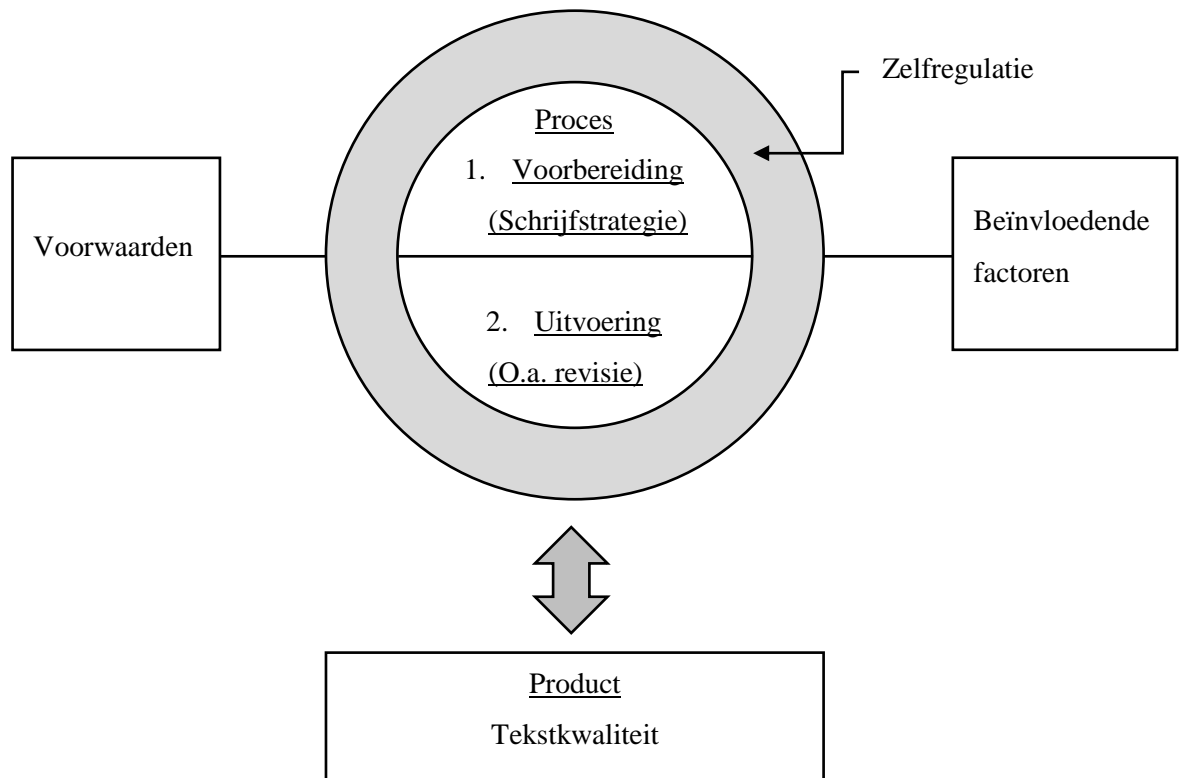 Zelfregulatie
Proces
1. Voorbereiding
(Schrijfstrategie)
Voorwaarden
Beïnvloedende
factoren
2. Uitvoering
(O.a. revisie)
Product
Tekstkwaliteit